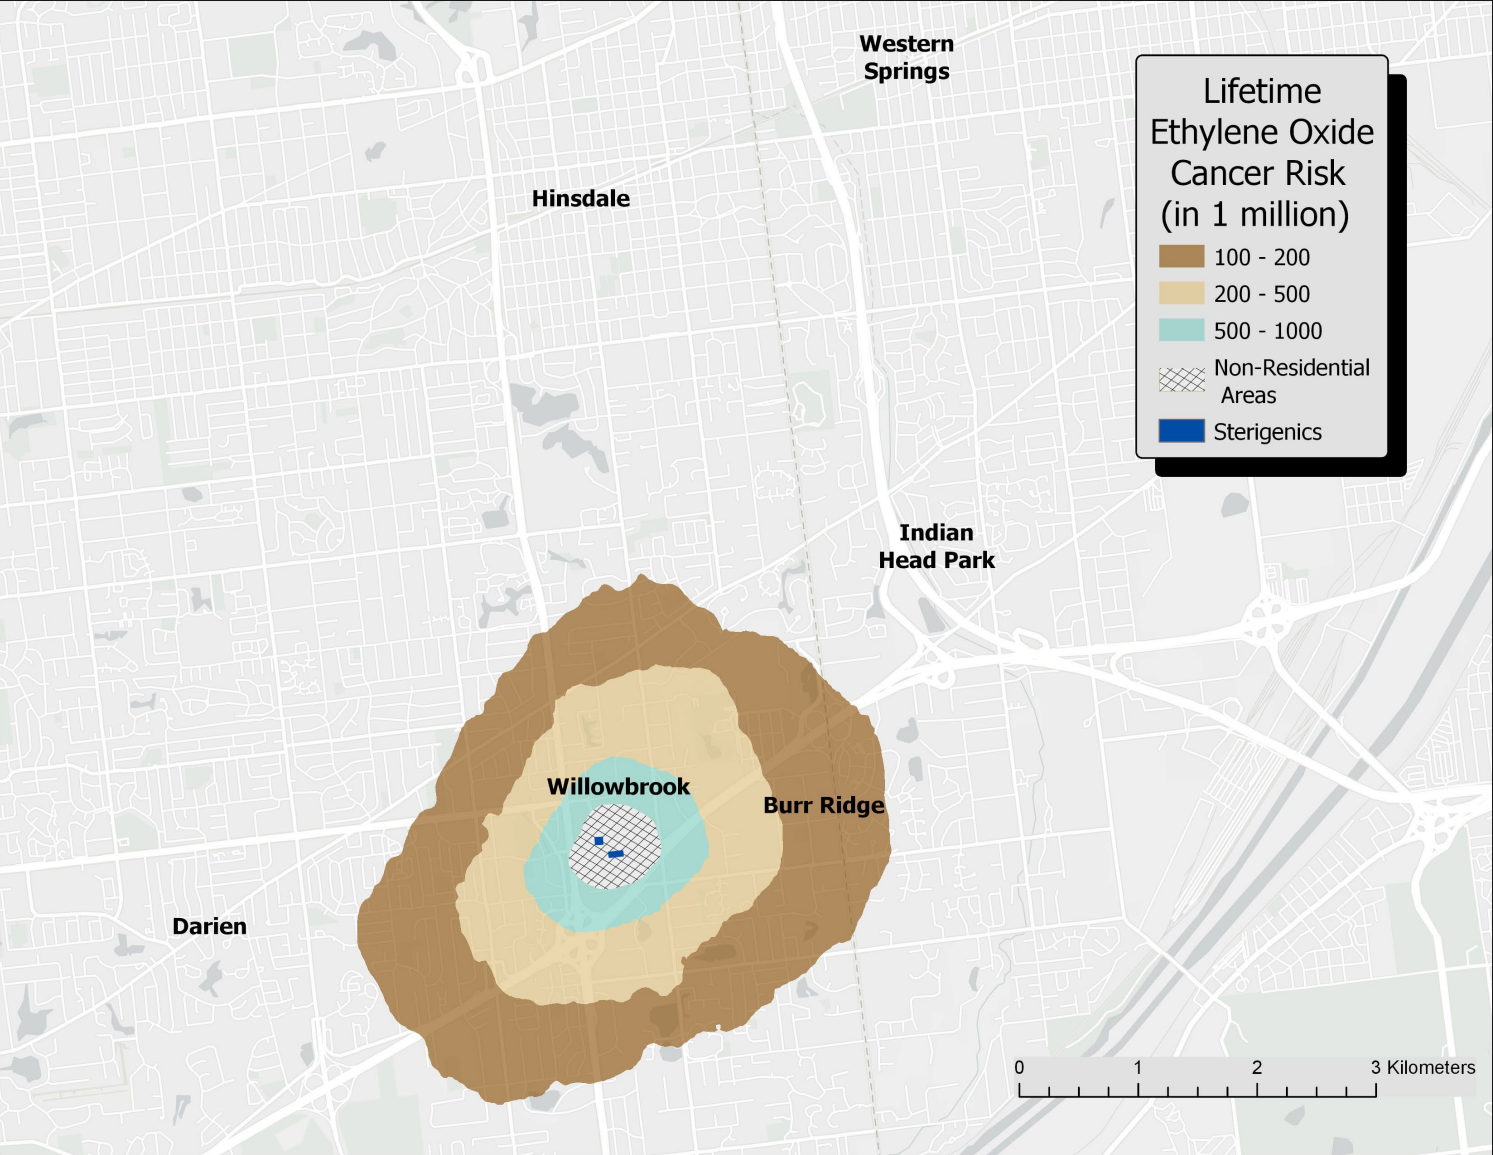 Western
Springs
Hinsdale
Indian
Head Park
Willowbrook
Burr Ridge
Darien
Lifetime
Ethylene Oxide
Cancer Risk
(in 1 million)
100 - 200
200 - 500
500 - 1000
Non-Residential
Areas
Sterigenics
0 1 2 3 Kilometers